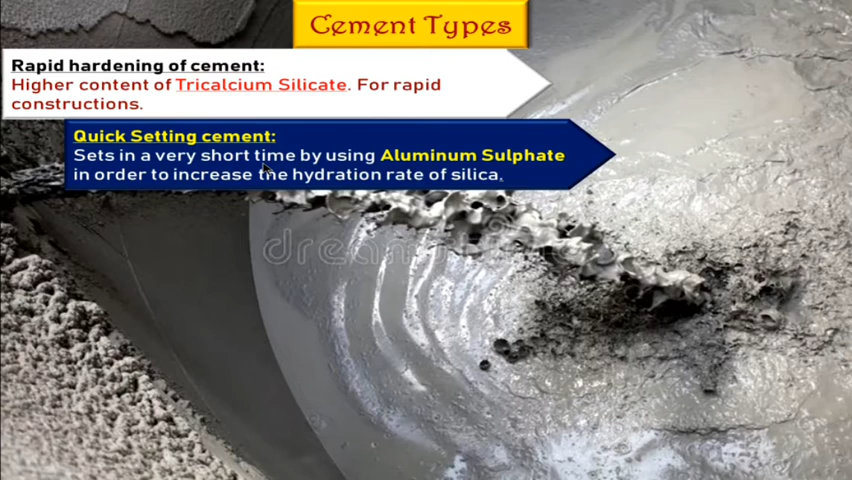 Cement Types
Rapid hardening of cement:
Higher content of Tricalcium Silicate. For rapid
constructions.
Quick Setting cement:
Sets in a very short time by using Aluminum Sulphate
in order to increase the hydration rate of silica.